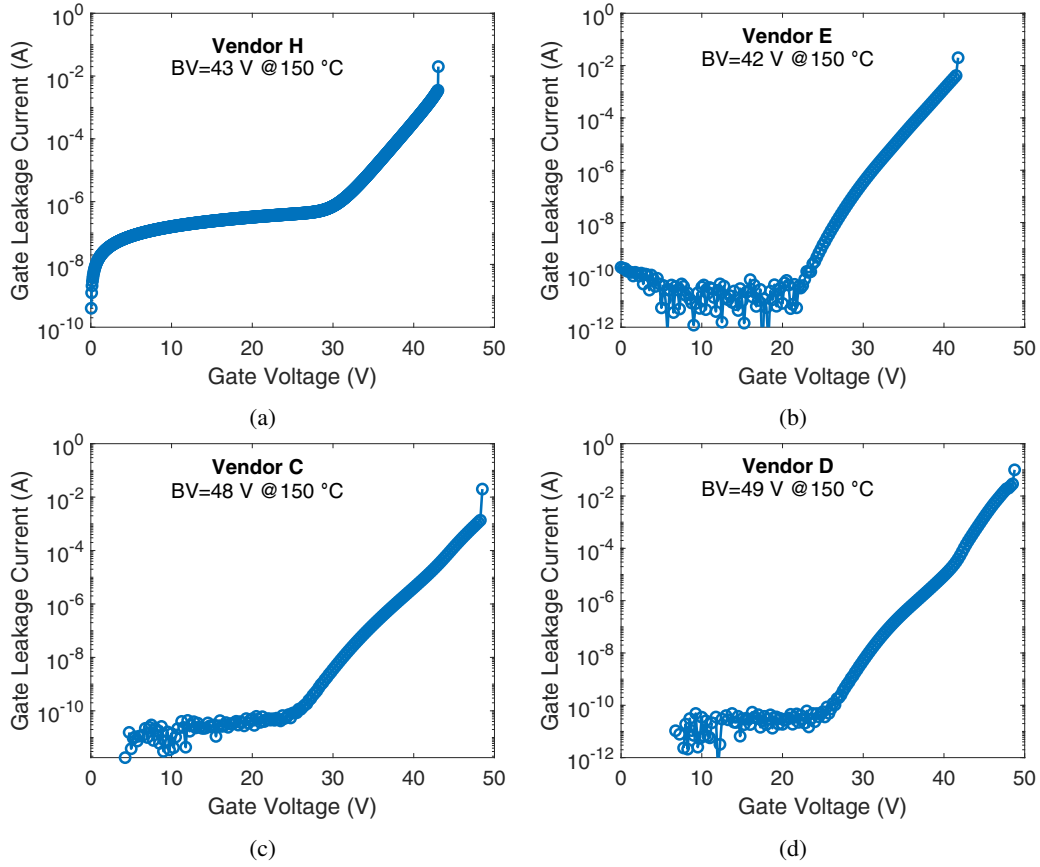 Vendor H
BV=43 V @150 °C
Gate Leakage Current (A)
10^0
10^-2
10^-4
10^-6
10^-8
10^-10
0 10 20 30 40 50
Gate Voltage (V)
(a)
Vendor E
BV=42 V @150 °C
Gate Leakage Current (A)
10^0
10^-2
10^-4
10^-6
10^-8
10^-10
10^-12
0 10 20 30 40 50
Gate Voltage (V)
(b)
Vendor C
BV=48 V @150 °C
Gate Leakage Current (A)
10^0
10^-2
10^-4
10^-6
10^-8
10^-10
0 10 20 30 40 50
Gate Voltage (V)
(c)
Vendor D
BV=49 V @150 °C
Gate Leakage Current (A)
10^0
10^-2
10^-4
10^-6
10^-8
10^-10
10^-12
0 10 20 30 40 50
Gate Voltage (V)
(d)